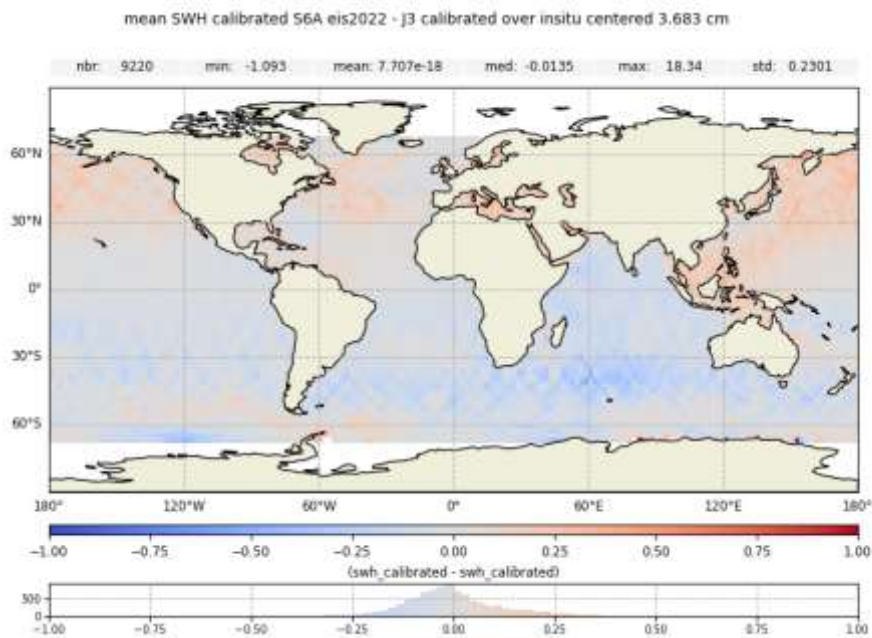 mean SWH calibrated S6A eis2022 - J3 calibrated over insitu centered 3.683 cm
nbr: 9220 min: -1.093 mean: 7.707e-18 med: -0.0135 max: 18.34 std: 0.2301
60°N
30°N
0°
30°S
60°S
180° 120°W 60°W 0° 60°E 120°E 180°
-1.00 -0.75 -0.50 -0.25 0.00 0.25 0.50 0.75 1.00
(swh_calibrated - swh_calibrated)
500
0
-1.00 -0.75 -0.50 -0.25 0.00 0.25 0.50 0.75 1.00